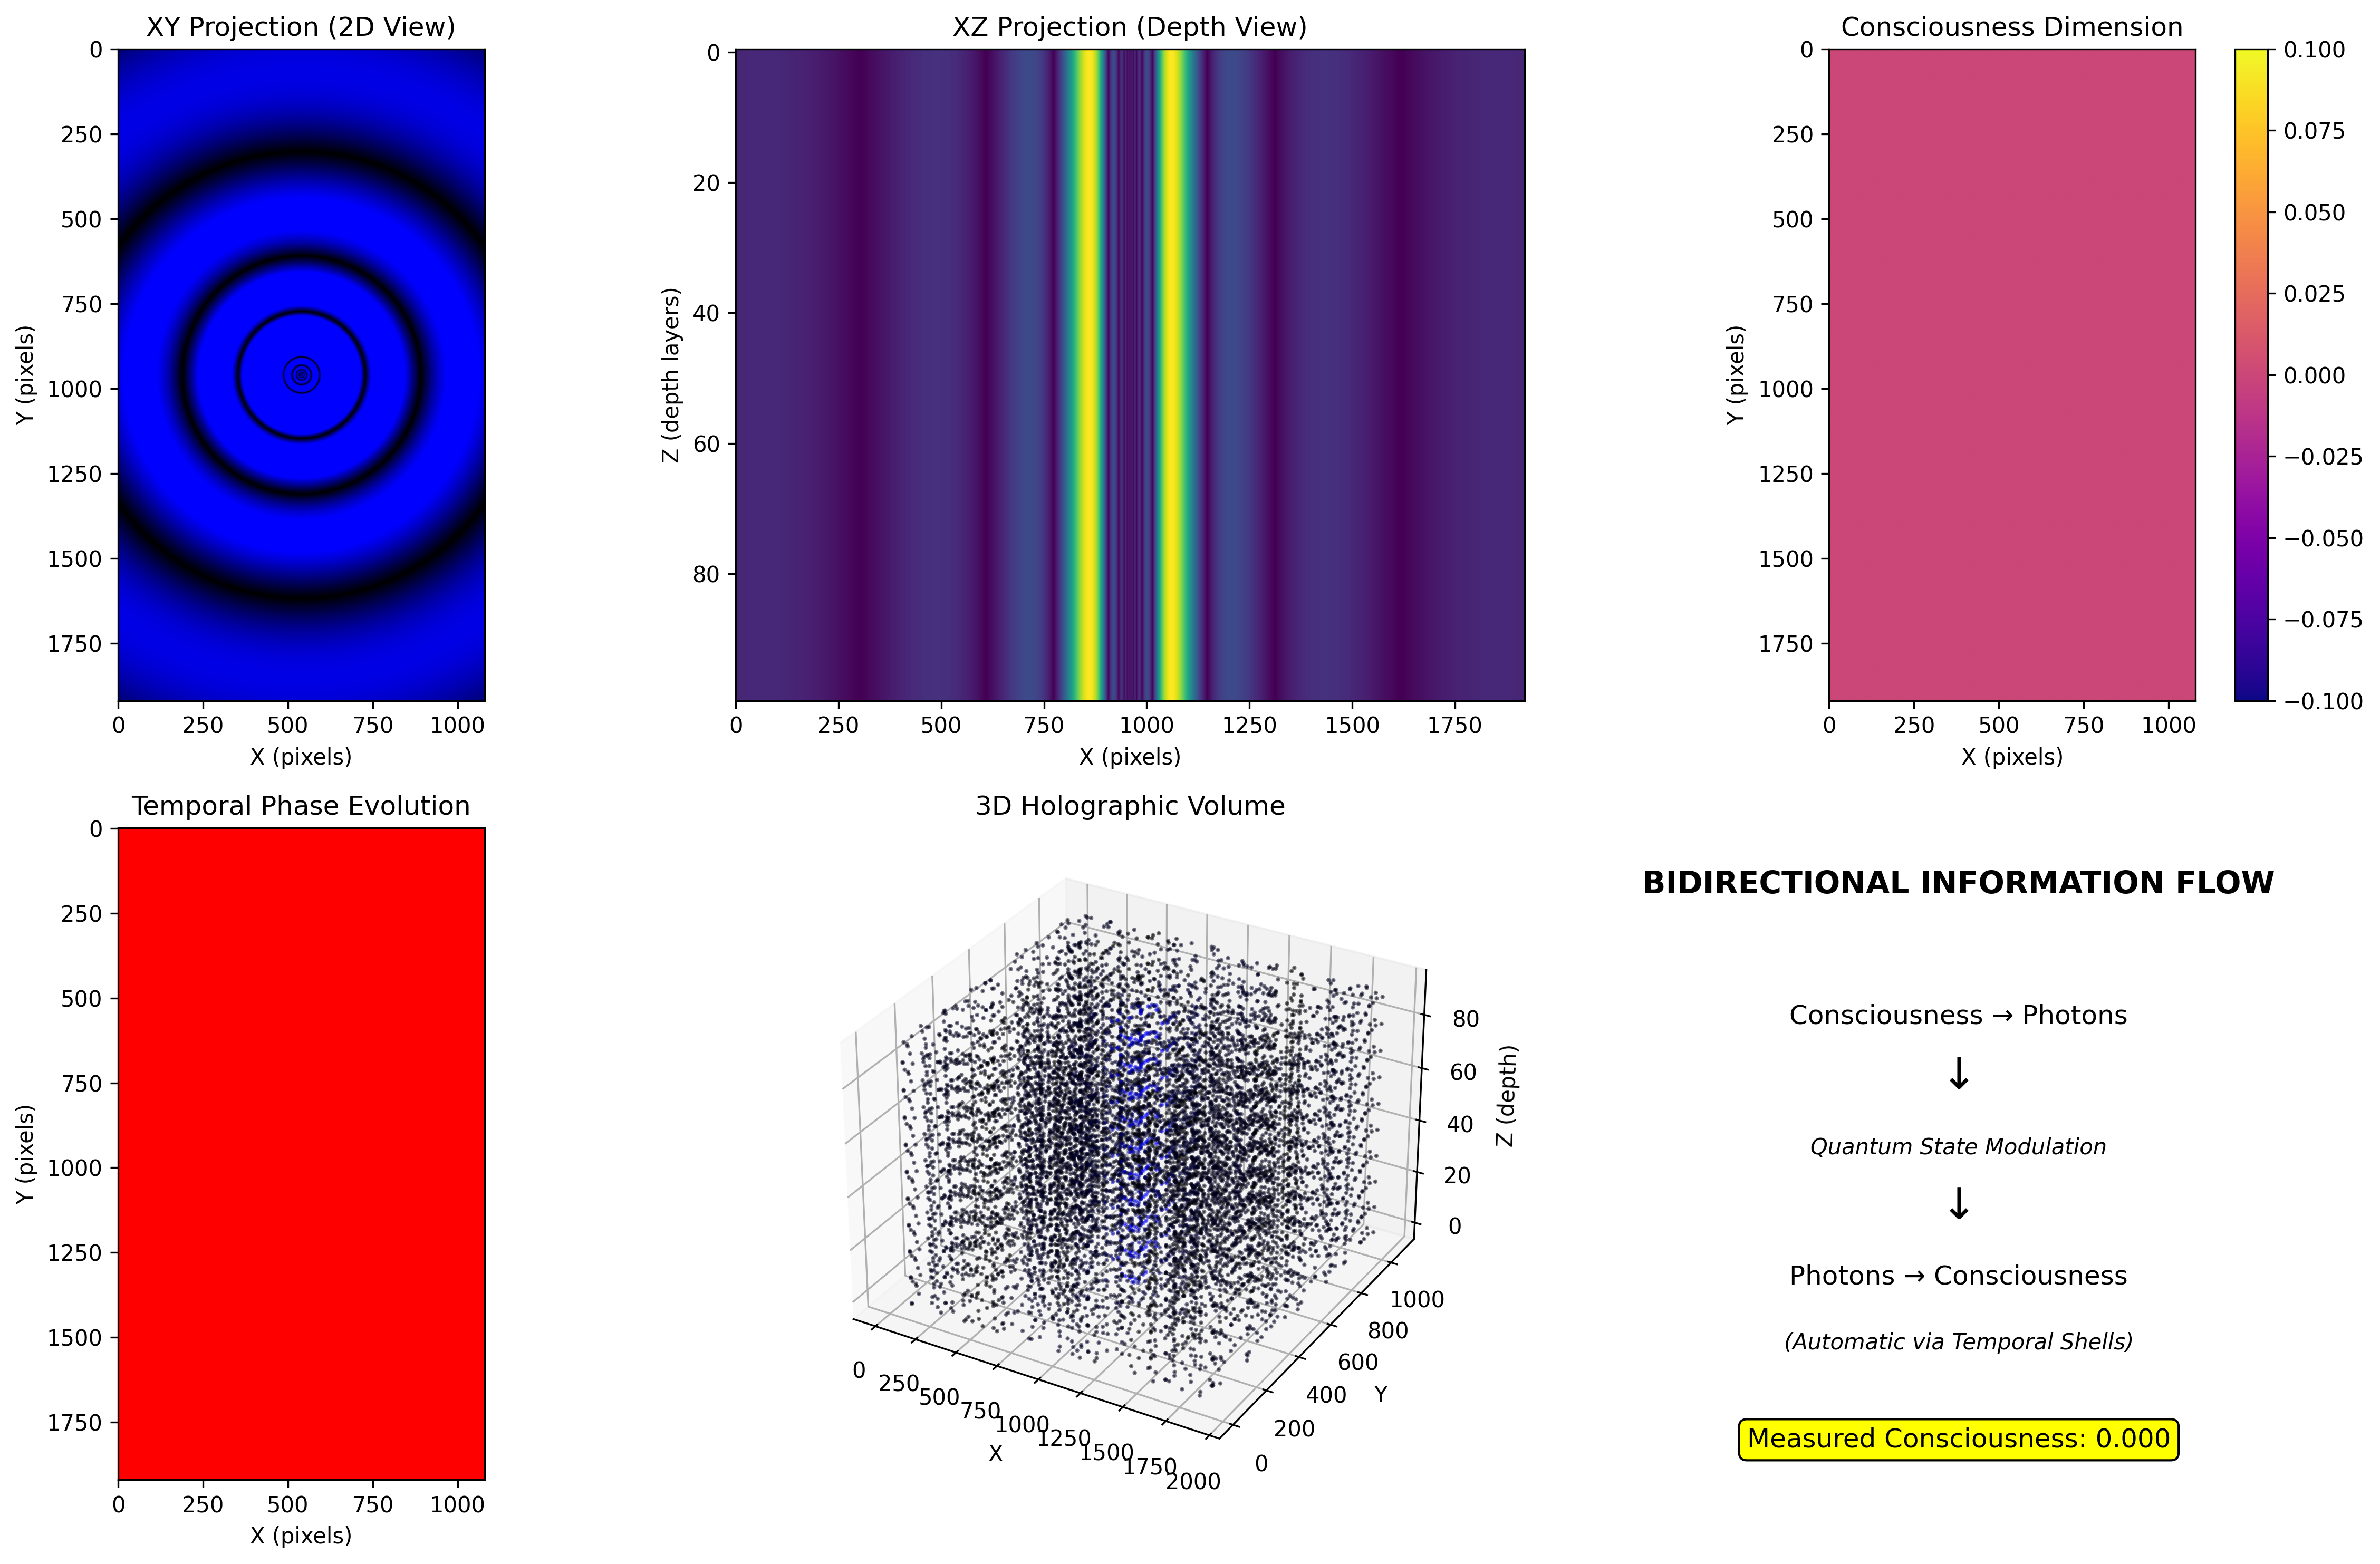 XY Projection (2D View)
0
250
500
750
1000
1250
1500
1750
Y (pixels)
0 250 500 750 1000
X (pixels)
XZ Projection (Depth View)
0
20
40
60
80
Z (depth layers)
0 250 500 750 1000 1250 1500 1750
X (pixels)
Consciousness Dimension
0
250
500
750
1000
1250
1500
1750
Y (pixels)
0 250 500 750 1000
X (pixels)
0.100
0.075
0.050
0.025
0.000
−0.025
−0.050
−0.075
−0.100
Temporal Phase Evolution
0
250
500
750
1000
1250
1500
1750
Y (pixels)
0 250 500 750 1000
X (pixels)
3D Holographic Volume
80
60
40
20
0
Z (depth)
1000
800
600
400
200
0
Y
0 250 500 750 1000 1250 1500 1750 2000
X
BIDIRECTIONAL INFORMATION FLOW
Consciousness → Photons
↓
Quantum State Modulation
↓
Photons → Consciousness
(Automatic via Temporal Shells)
Measured Consciousness: 0.000